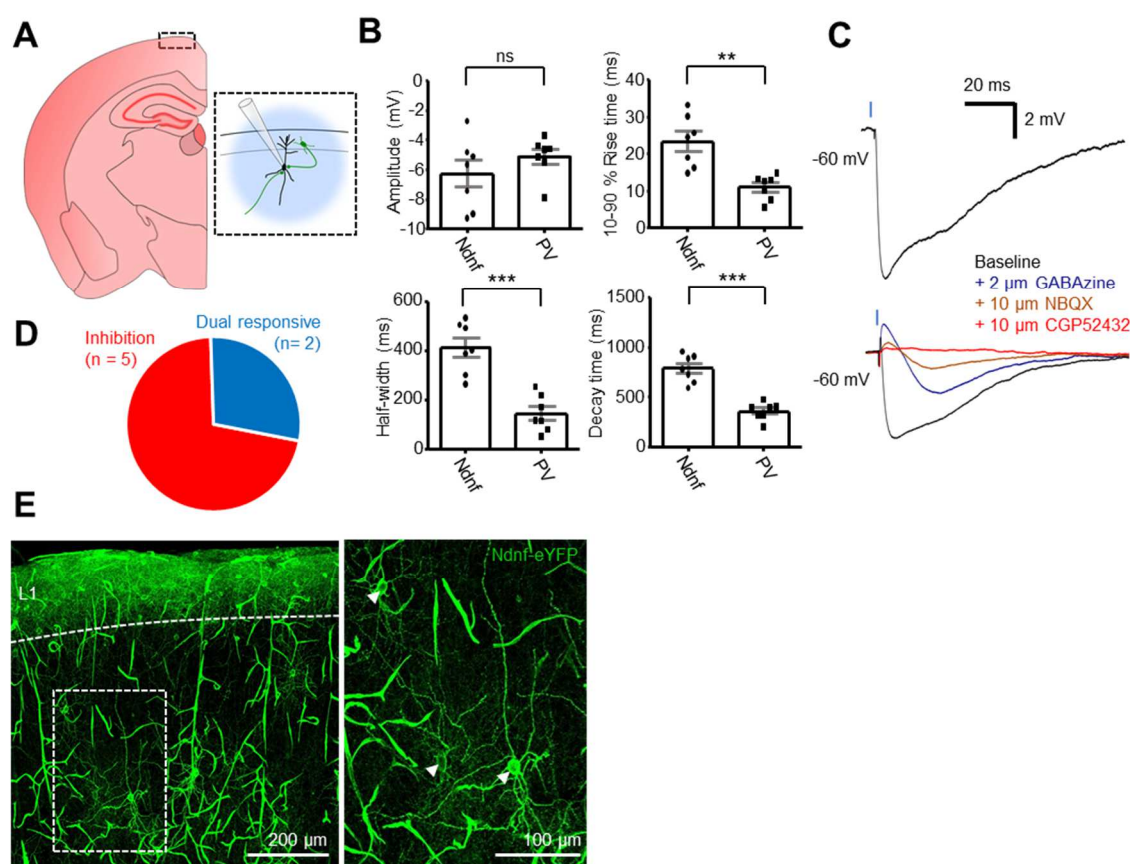 A
B
ns
Amplitude (mV)
0
-2
-4
-6
-8
-10
Ndnf
PV
**
10-90 % Rise time (ms)
40
30
20
10
0
Ndnf
PV
***
Half-width (ms)
600
400
200
0
Ndnf
PV
***
Decay time (ms)
1500
1000
500
0
Ndnf
PV
C
20 ms
2 mV
-60 mV
Baseline
+ 2 µm GABAzine
+ 10 µm NBQX
+ 10 µm CGP52432
-60 mV
D
Inhibition
(n = 5)
Dual responsive
(n= 2)
E
L1
200 µm
Ndnf-eYFP
100 µm